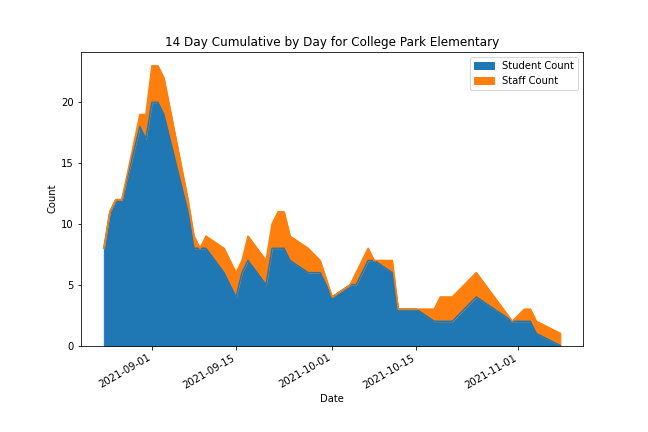 14 Day Cumulative by Day for College Park Elementary
Student Count
Staff Count
Count
20
15
10
5
0
2021-09-01
2021-09-15
2021-10-01
2021-10-15
2021-11-01
Date